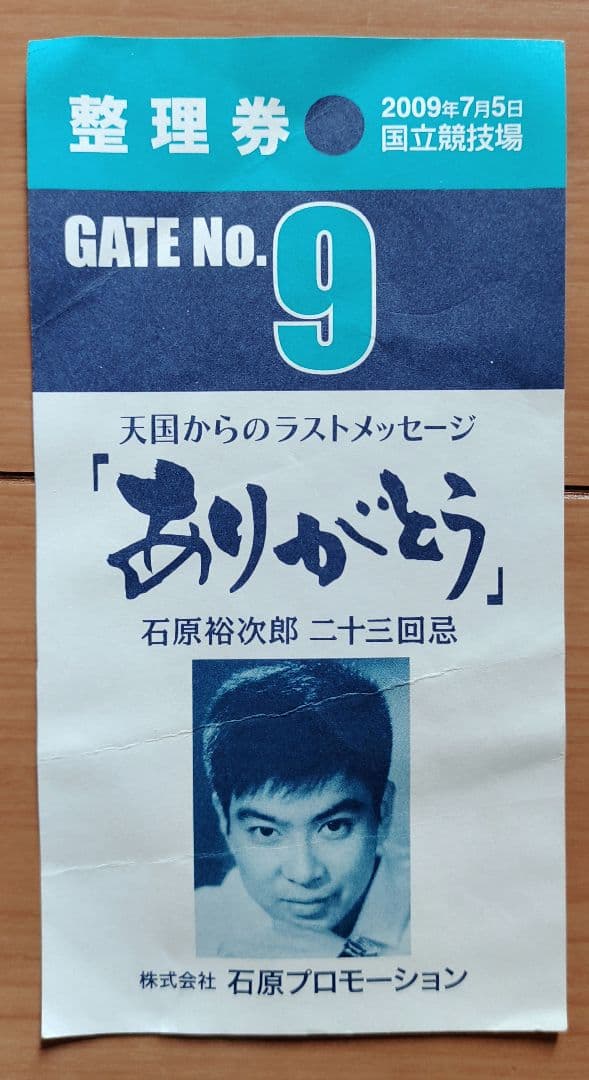 整理券
2009年7月5日
国立競技場
GATE No. 9
天国からのラストメッセージ
「ありがとう」
石原裕次郎 二十三回忌
株式会社 石原プロモーション